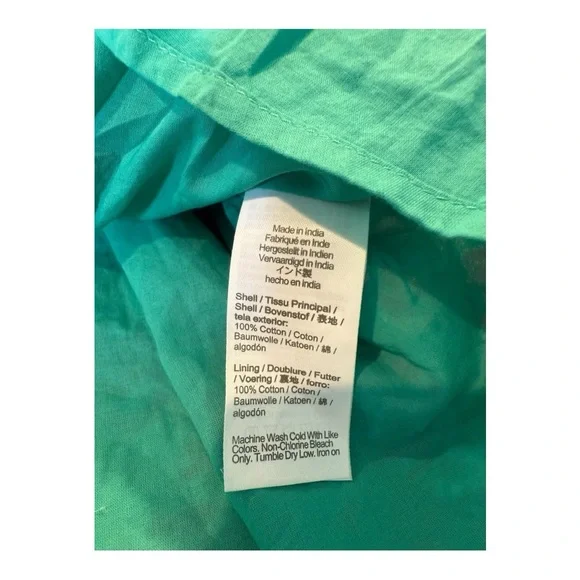 Made in India
Fabriqué en Inde
Hergestellt in Indien
Vervaardigd in India
インド製
hecho en india
Shell / Tissu Principal /
Shell / Bovenstof / 表地 /
tela exterior:
100% Cotton / Coton /
Baumwolle / Katoen / 綿 /
algodón
Lining / Doublure / Futter
/ Voering / 裏地 / forro:
100% Cotton / Coton /
Baumwolle / Katoen / 綿 /
algodón
Machine Wash Cold With Like
Colors, Non-Chlorine Bleach
Only. Tumble Dry Low. Iron on